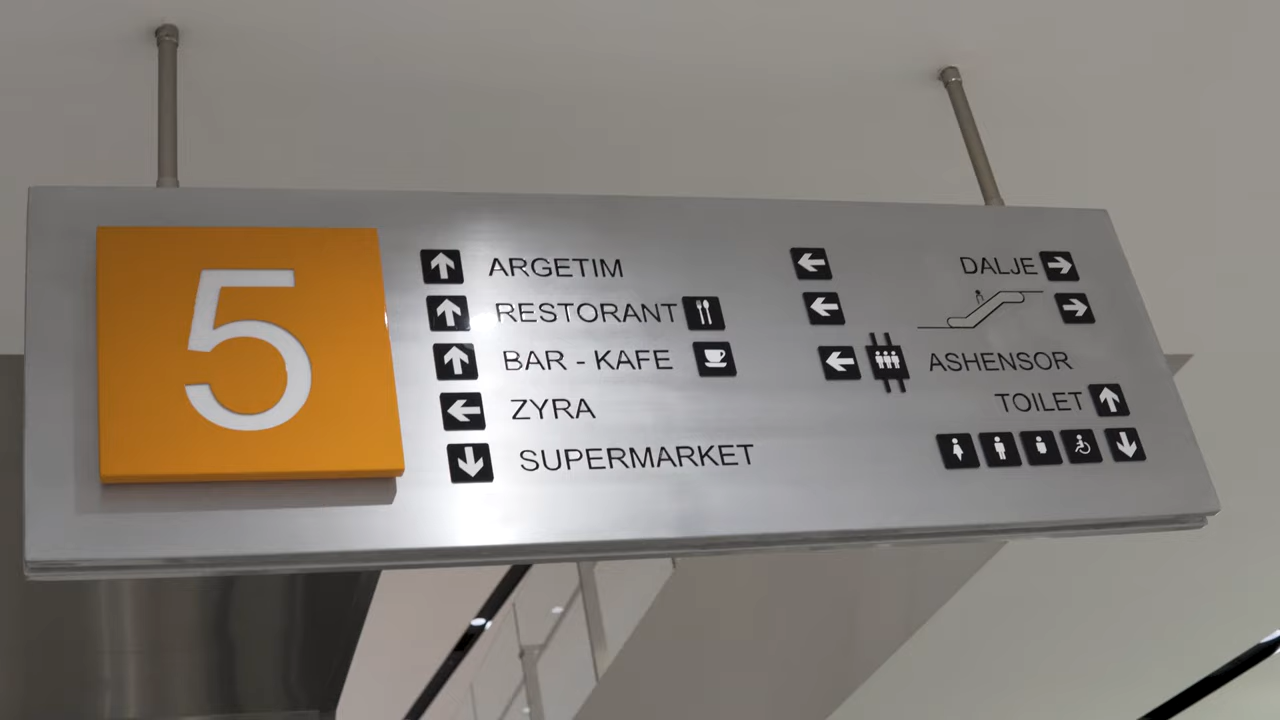 5
ARGETIM
RESTORANT
BAR - KAFE
ZYRA
SUPERMARKET
DALJE
ASHENSOR
TOILET